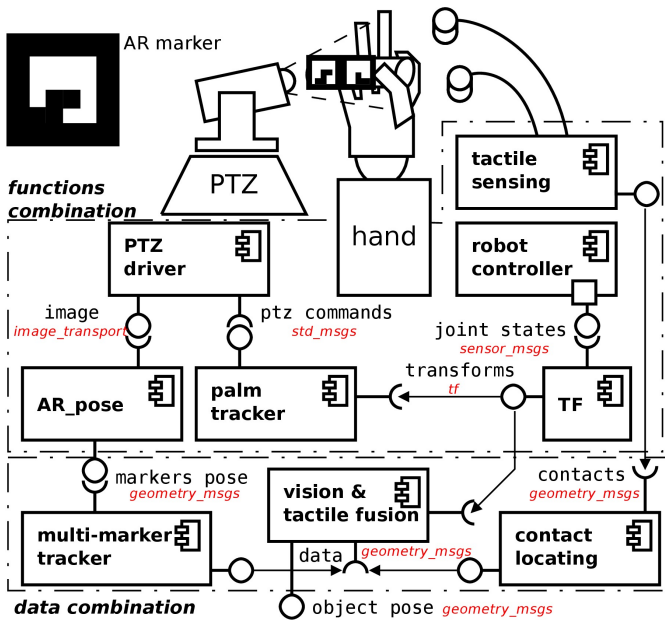 AR marker
tactile
sensing
PTZ
functions
combination
hand
PTZ
driver
robot
controller
image
image_transport
ptz commands
std_msgs
joint states
sensor_msgs
transforms
tf
AR_pose
palm
tracker
TF
markers pose
geometry_msgs
vision &
tactile fusion
contacts
geometry_msgs
multi-marker
tracker
contact
locating
data
geometry_msgs
data combination
object pose geometry_msgs